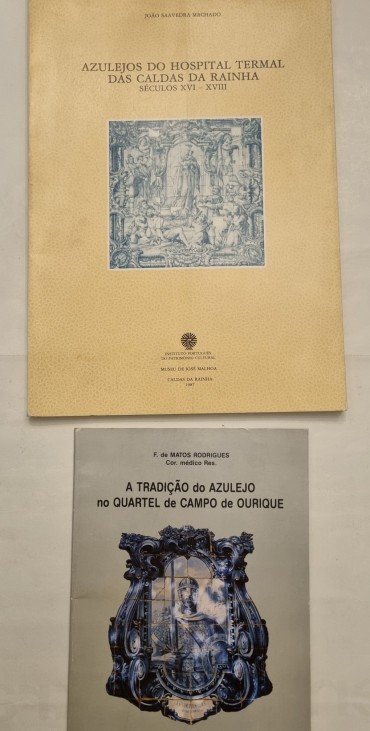 JOÃO SAAVEDRA MACHADO
AZULEJOS DO HOSPITAL TERMAL
DAS CALDAS DA RAINHA
SÉCULOS XVI – XVIII
INSTITUTO PORTUGUÊS
DO PATRIMÓNIO CULTURAL
MUSEU DE JOSÉ MALHOA
CALDAS DA RAINHA
1987
F. de MATOS RODRIGUES
Cor. médico Res.
A TRADIÇÃO do AZULEJO
no QUARTEL de CAMPO de OURIQUE